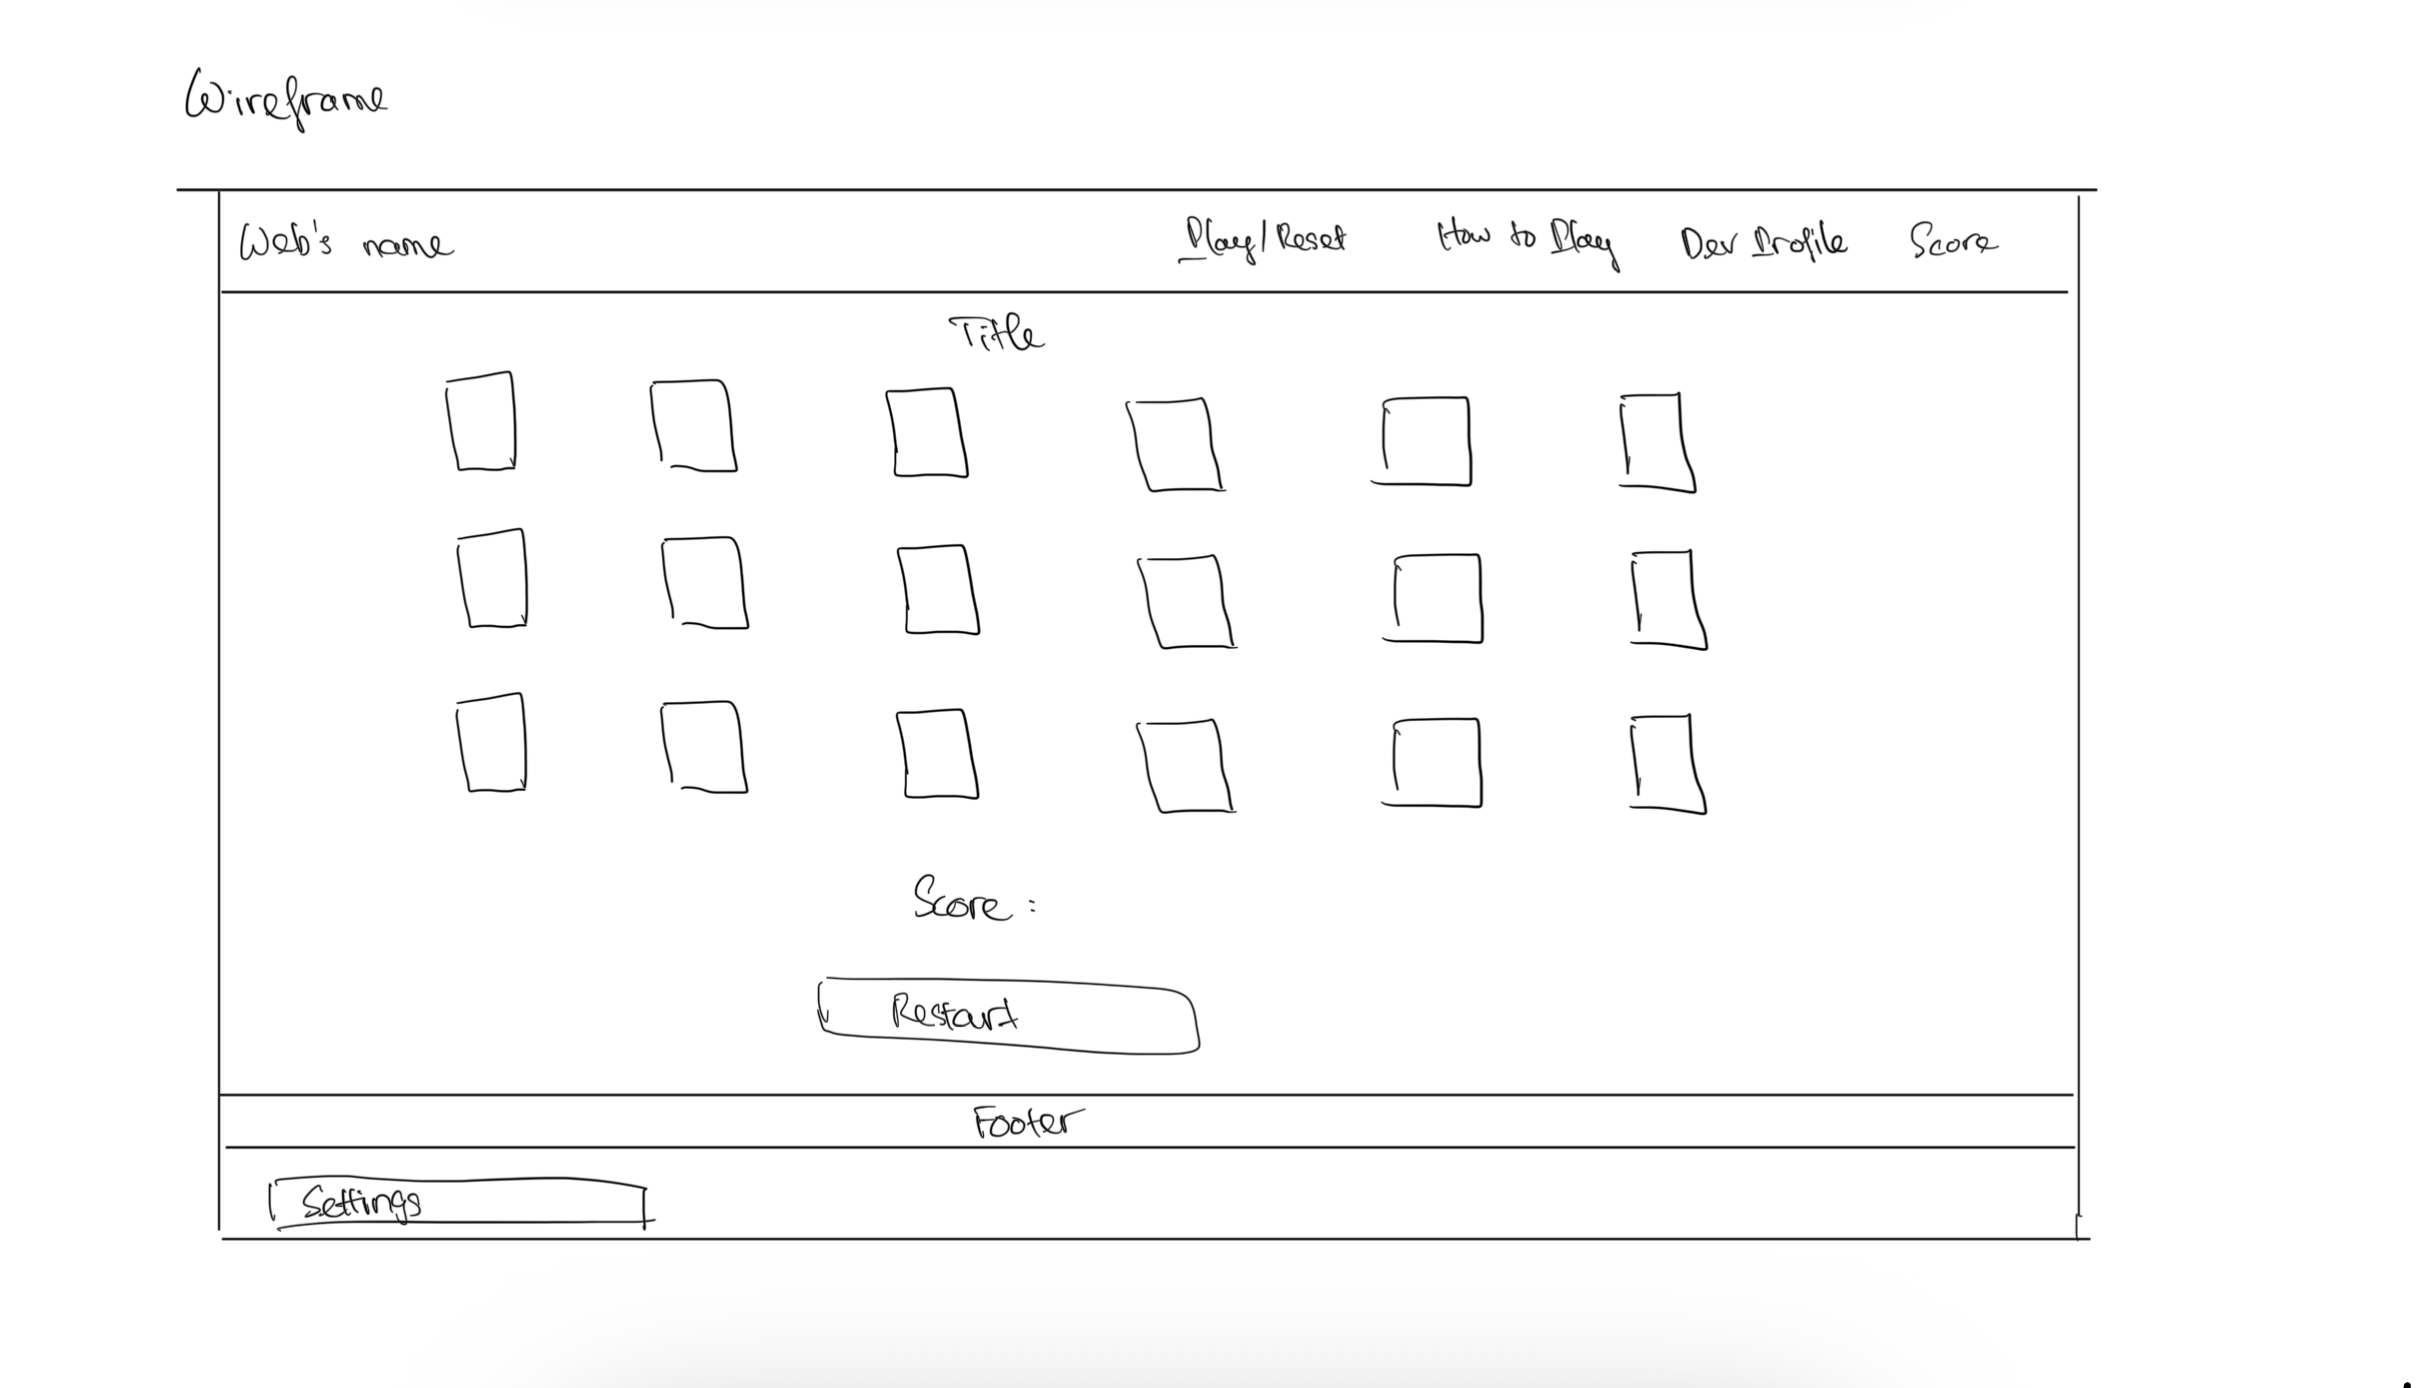 Wireframe
Web's name Play/Reset How to Play Dev Profile Score
Title
Score :
Restart
Footer
Settings